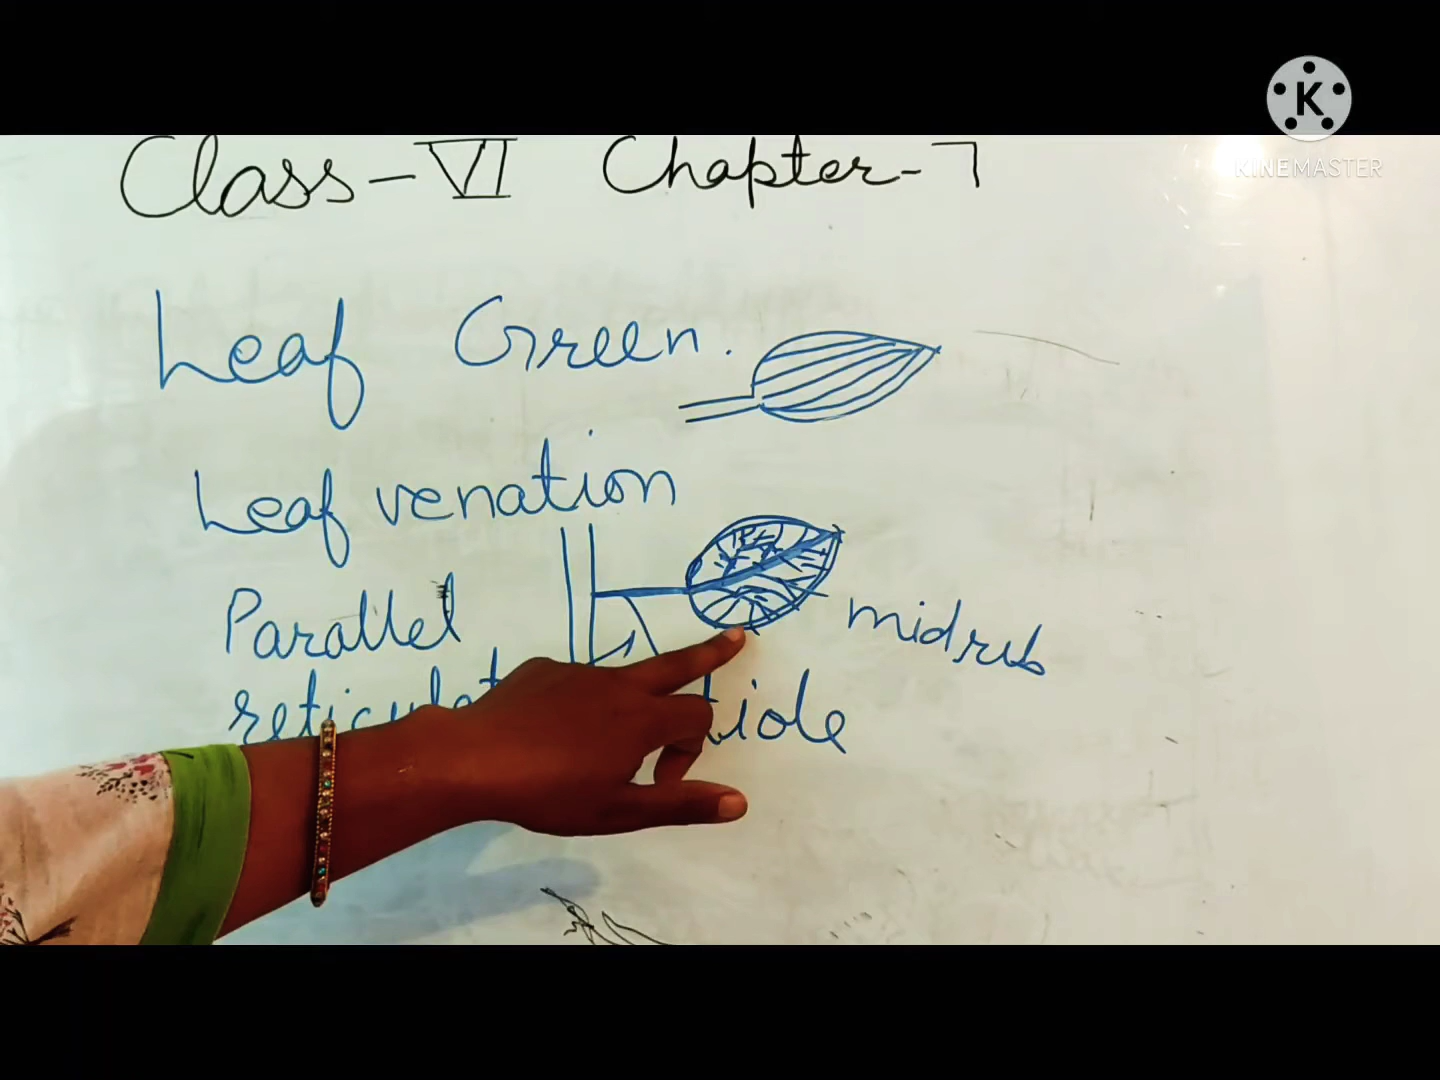 K
KINEMASTER
Class-VI Chapter-7
Leaf Green.
Leaf venation
Parallel
midrib